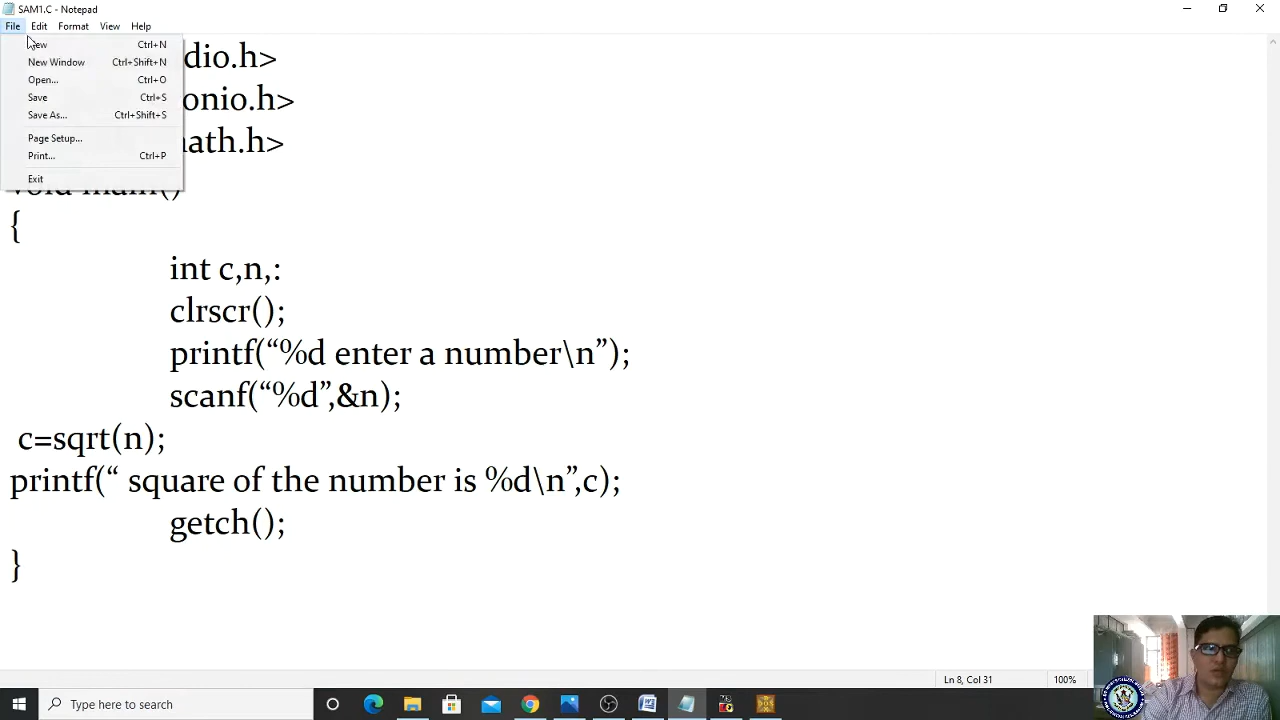 SAM1.C - Notepad
File Edit Format View Help
New Ctrl+N
New Window Ctrl+Shift+N
Open... Ctrl+O
Save Ctrl+S
Save As... Ctrl+Shift+S
Page Setup...
Print... Ctrl+P
Exit
dio.h>
onio.h>
ath.h>
void main()
{
int c,n,:
clrscr();
printf(“%d enter a number\n”);
scanf(“%d”,&n);
c=sqrt(n);
printf(“ square of the number is %d\n”,c);
getch();
}
Ln 8, Col 31 100%
Type here to search